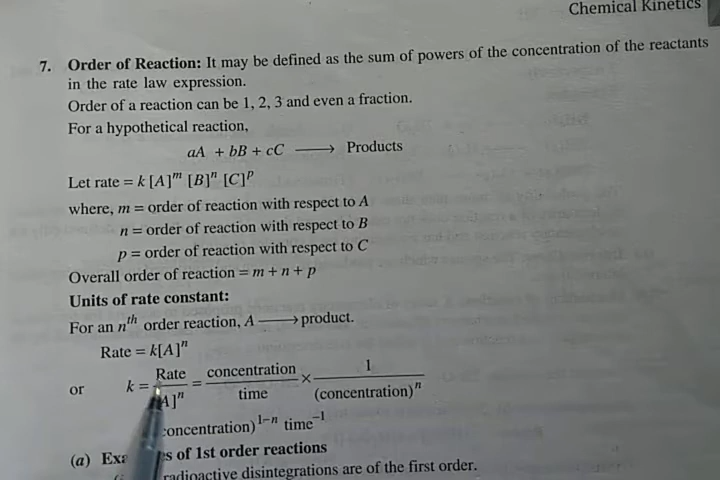 Chemical Kinetics
7. Order of Reaction: It may be defined as the sum of powers of the concentration of the reactants
in the rate law expression.
Order of a reaction can be 1, 2, 3 and even a fraction.
For a hypothetical reaction,
aA + bB + cC ⟶ Products
Let rate = k [A]^m [B]^n [C]^p
where, m = order of reaction with respect to A
n = order of reaction with respect to B
p = order of reaction with respect to C
Overall order of reaction = m + n + p
Units of rate constant:
For an n^th order reaction, A ⟶ product.
Rate = k[A]^n
or k = Rate / [A]^n = concentration / time × 1 / (concentration)^n
concentration)^1–n time^–1
(a) of 1st order reactions
radioactive disintegrations are of the first order.